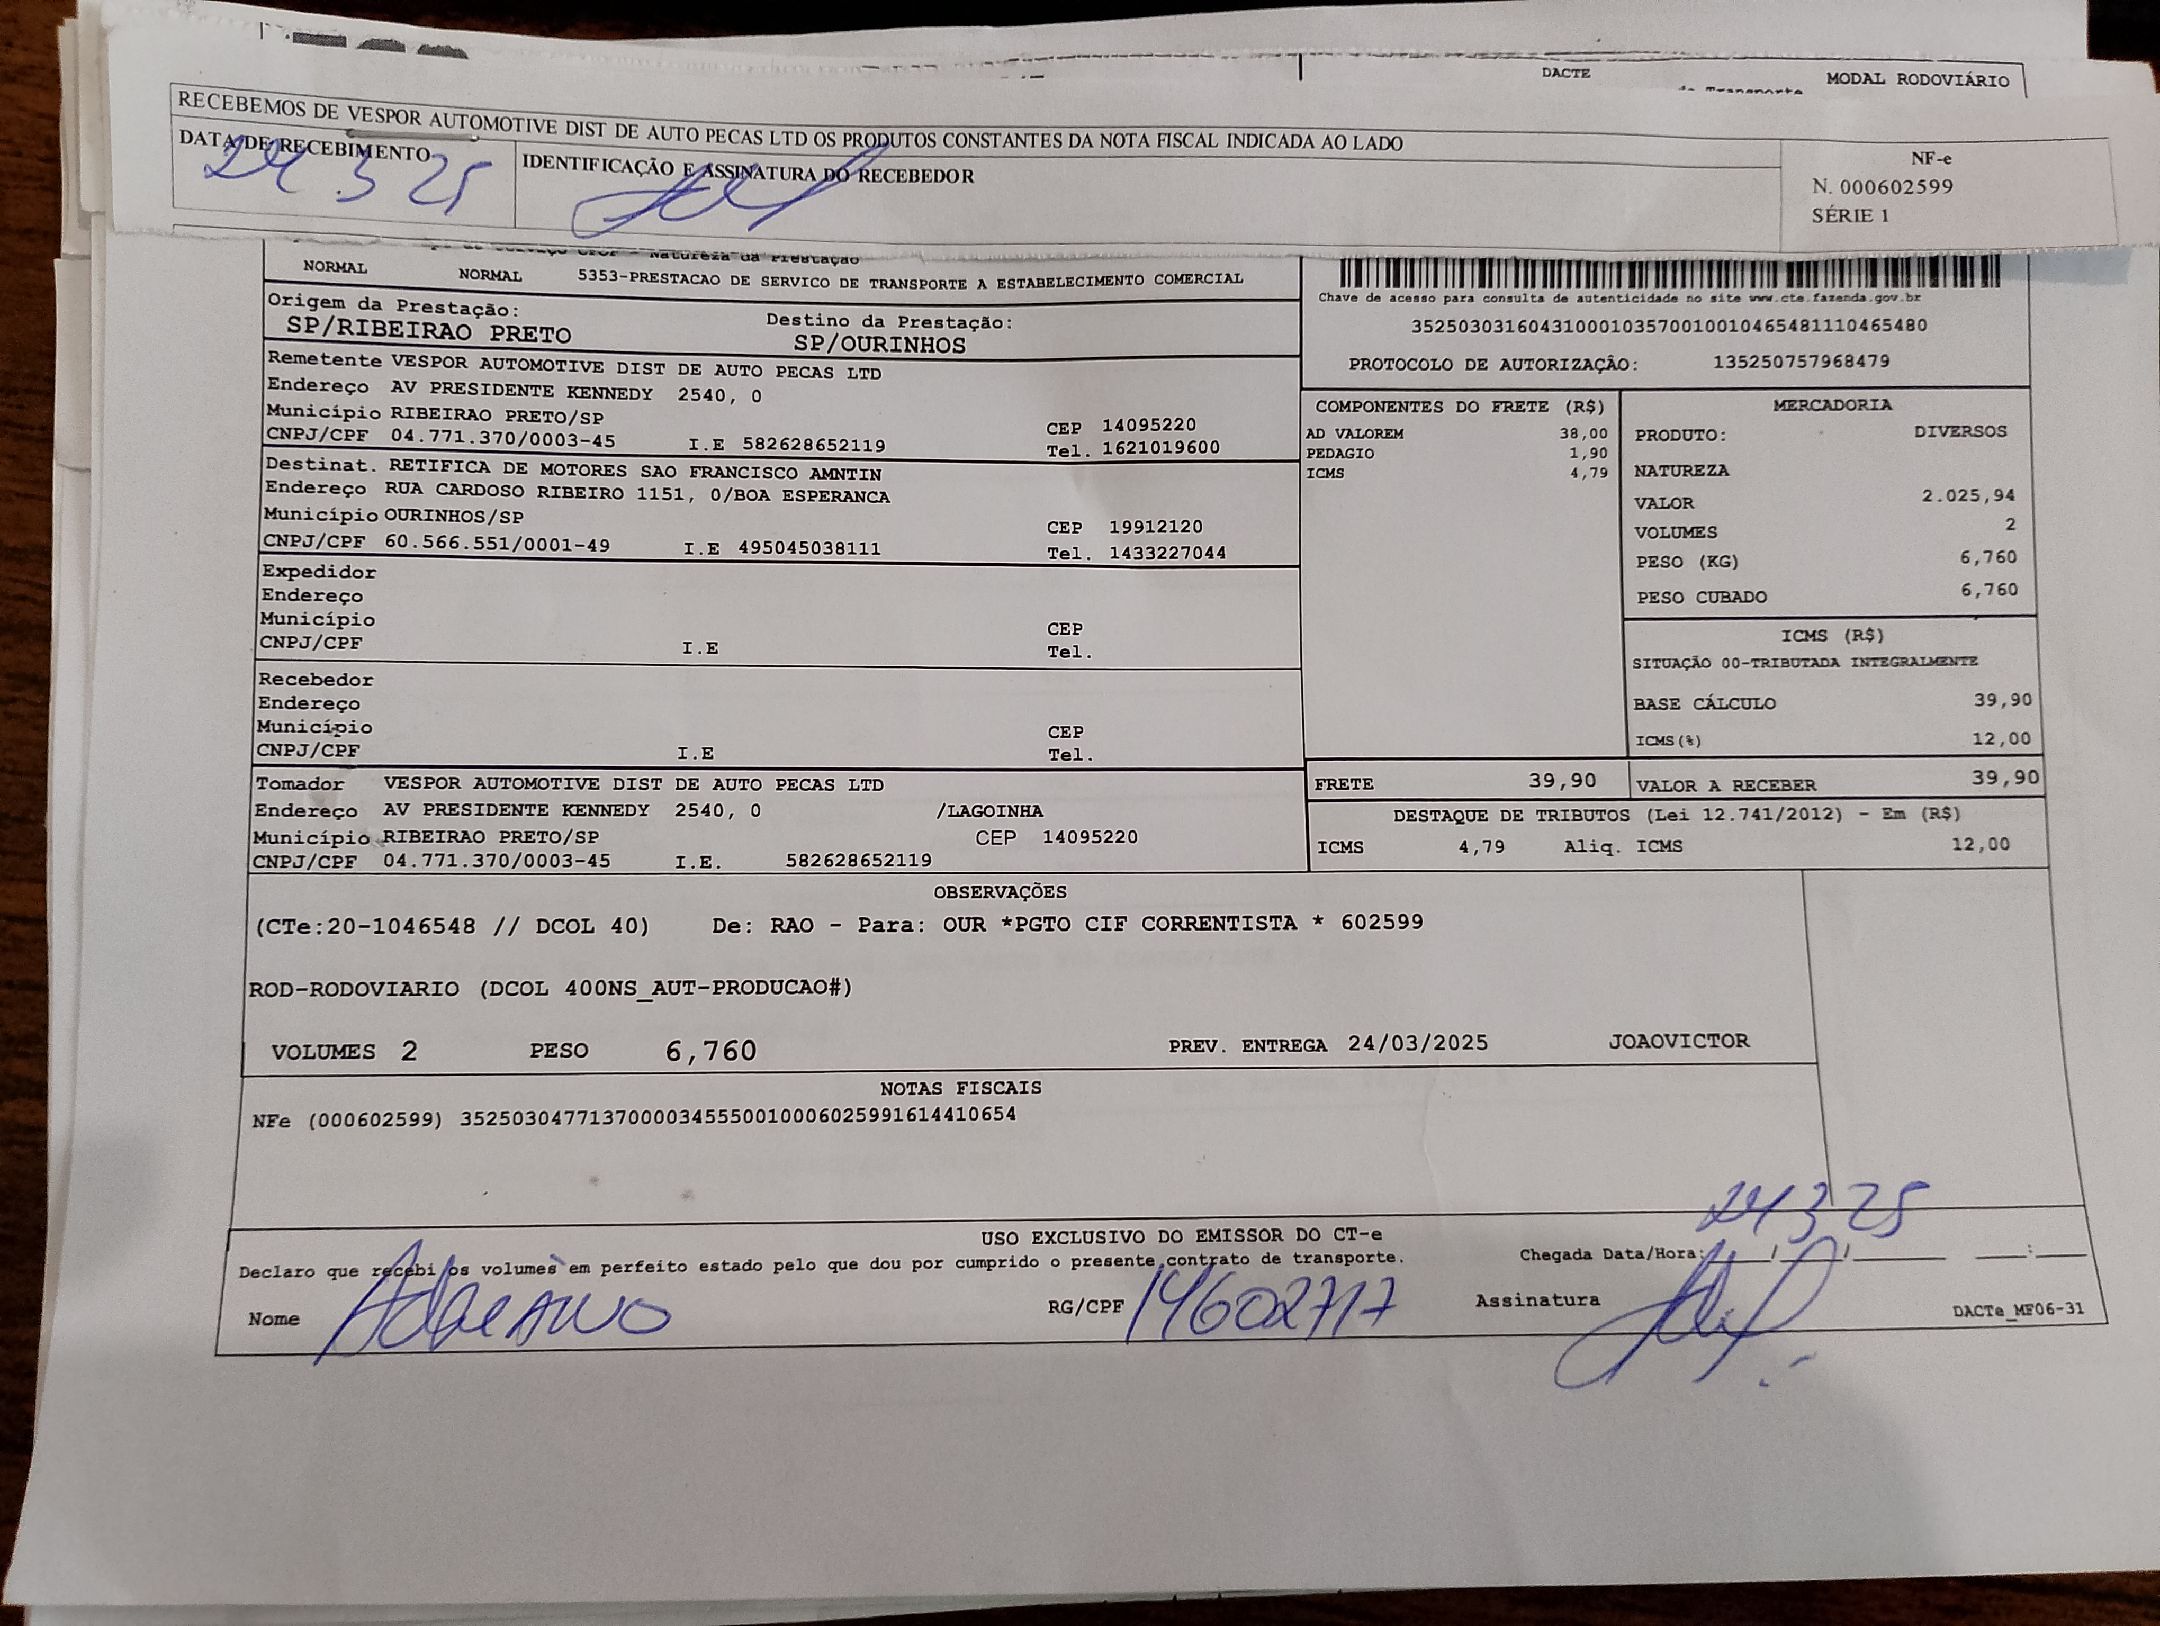 DACTE
MODAL RODOVIÁRIO
RECEBEMOS DE VESPOR AUTOMOTIVE DIST DE AUTO PECAS LTD OS PRODUTOS CONSTANTES DA NOTA FISCAL INDICADA AO LADO
DATA DE RECEBIMENTO
24 3 25
IDENTIFICAÇÃO E ASSINATURA DO RECEBEDOR
NF-e
N. 000602599
SÉRIE 1
Natureza da Prestação
NORMAL NORMAL 5353-PRESTACAO DE SERVICO DE TRANSPORTE A ESTABELECIMENTO COMERCIAL
Origem da Prestação:
SP/RIBEIRAO PRETO
Destino da Prestação:
SP/OURINHOS
Chave de acesso para consulta de autenticidade no site www.cte.fazenda.gov.br
35250303160431000103570010010465481110465480
PROTOCOLO DE AUTORIZAÇÃO: 135250757968479
Remetente VESPOR AUTOMOTIVE DIST DE AUTO PECAS LTD
Endereço AV PRESIDENTE KENNEDY 2540, 0
Município RIBEIRAO PRETO/SP CEP 14095220
CNPJ/CPF 04.771.370/0003-45 I.E 582628652119 Tel. 1621019600
Destinat. RETIFICA DE MOTORES SAO FRANCISCO AMNTIN
Endereço RUA CARDOSO RIBEIRO 1151, 0/BOA ESPERANCA
Município OURINHOS/SP CEP 19912120
CNPJ/CPF 60.566.551/0001-49 I.E 495045038111 Tel. 1433227044
Expedidor
Endereço
Município CEP
CNPJ/CPF I.E Tel.
Recebedor
Endereço
Município CEP
CNPJ/CPF I.E Tel.
Tomador VESPOR AUTOMOTIVE DIST DE AUTO PECAS LTD
Endereço AV PRESIDENTE KENNEDY 2540, 0 /LAGOINHA
Município RIBEIRAO PRETO/SP CEP 14095220
CNPJ/CPF 04.771.370/0003-45 I.E. 582628652119
COMPONENTES DO FRETE (R$)
AD VALOREM 38,00
PEDAGIO 1,90
ICMS 4,79
MERCADORIA
PRODUTO: DIVERSOS
NATUREZA
VALOR 2.025,94
VOLUMES 2
PESO (KG) 6,760
PESO CUBADO 6,760
ICMS (R$)
SITUAÇÃO 00-TRIBUTADA INTEGRALMENTE
BASE CÁLCULO 39,90
ICMS(%) 12,00
FRETE 39,90 VALOR A RECEBER 39,90
DESTAQUE DE TRIBUTOS (Lei 12.741/2012) - Em (R$)
ICMS 4,79 Aliq. ICMS 12,00
OBSERVAÇÕES
(CTe:20-1046548 // DCOL 40) De: RAO - Para: OUR *PGTO CIF CORRENTISTA * 602599
ROD-RODOVIARIO (DCOL 400NS_AUT-PRODUCAO#)
VOLUMES 2 PESO 6,760 PREV. ENTREGA 24/03/2025 JOAOVICTOR
NOTAS FISCAIS
NFe (000602599) 35250304771370000345550010006025991614410654
24 3 25
USO EXCLUSIVO DO EMISSOR DO CT-e
Declaro que recebi os volumes em perfeito estado pelo que dou por cumprido o presente contrato de transporte. Chegada Data/Hora: / / :
Nome Adreano RG/CPF 14602717 Assinatura
DACTe_MF06-31